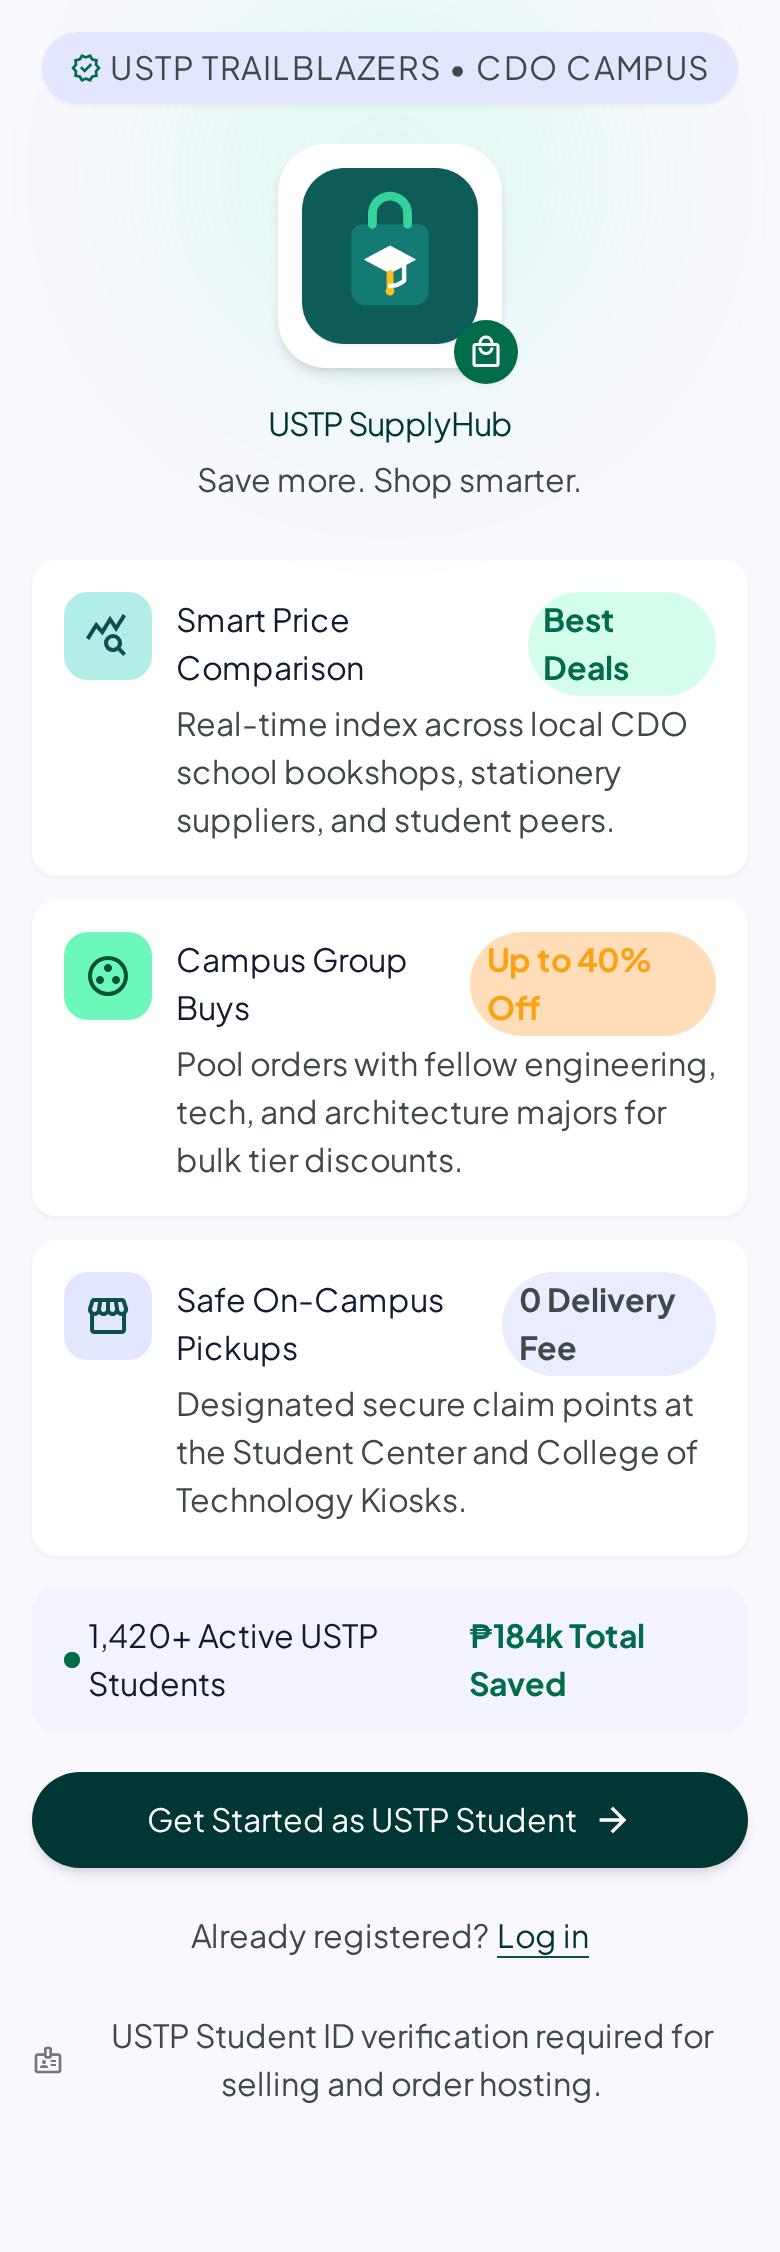 USTP TRAILBLAZERS • CDO CAMPUS
USTP SupplyHub
Save more. Shop smarter.
Smart Price
Comparison
Best
Deals
Real-time index across local CDO
school bookshops, stationery
suppliers, and student peers.
Campus Group
Buys
Up to 40%
Off
Pool orders with fellow engineering,
tech, and architecture majors for
bulk tier discounts.
Safe On-Campus
Pickups
0 Delivery
Fee
Designated secure claim points at
the Student Center and College of
Technology Kiosks.
1,420+ Active USTP
Students
₱184k Total
Saved
Get Started as USTP Student →
Already registered? Log in
USTP Student ID verification required for
selling and order hosting.